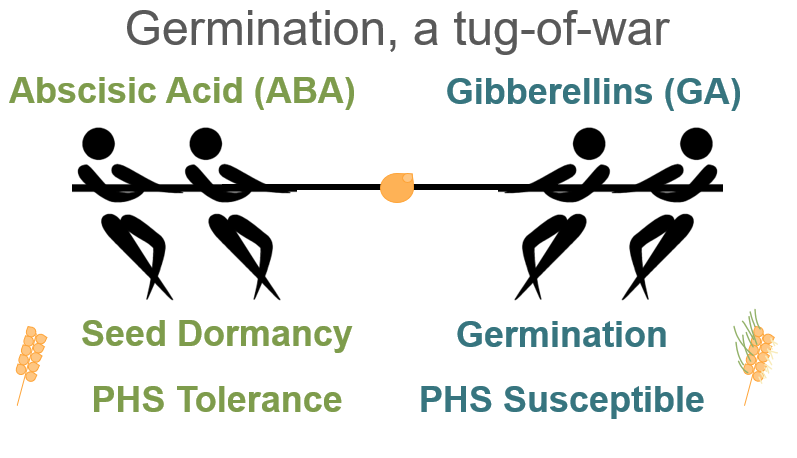 Germination, a tug-of-war
Abscisic Acid (ABA)
Gibberellins (GA)
Seed Dormancy
Germination
PHS Tolerance
PHS Susceptible